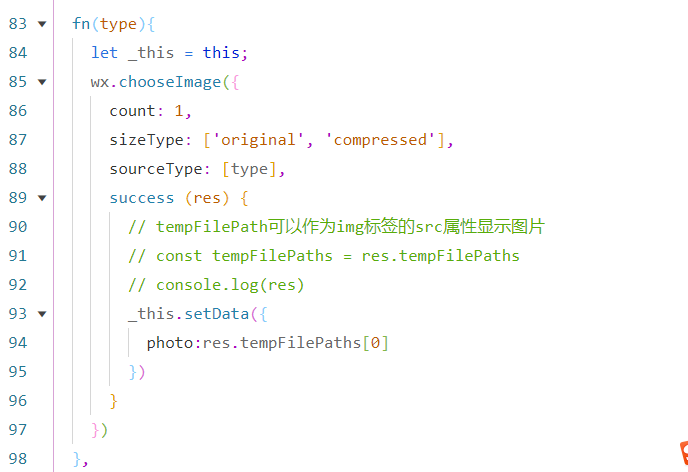 83 fn(type){
84 let _this = this;
85 wx.chooseImage({
86 count: 1,
87 sizeType: ['original', 'compressed'],
88 sourceType: [type],
89 success (res) {
90 // tempFilePath可以作为img标签的src属性显示图片
91 // const tempFilePaths = res.tempFilePaths
92 // console.log(res)
93 _this.setData({
94 photo:res.tempFilePaths[0]
95 })
96 }
97 })
98 },